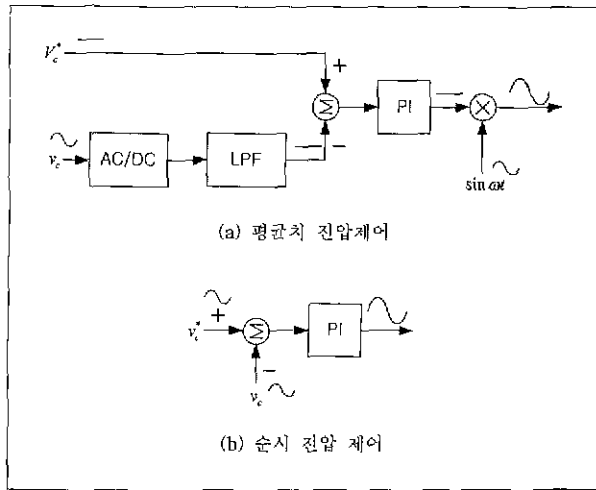 V_c^*
+
Σ
PI
×
v_c
AC/DC
LPF
−
sin ωt
(a) 평균치 진압제어
+
v_c^*
Σ
PI
−
v_c
(b) 순시 진압 제어